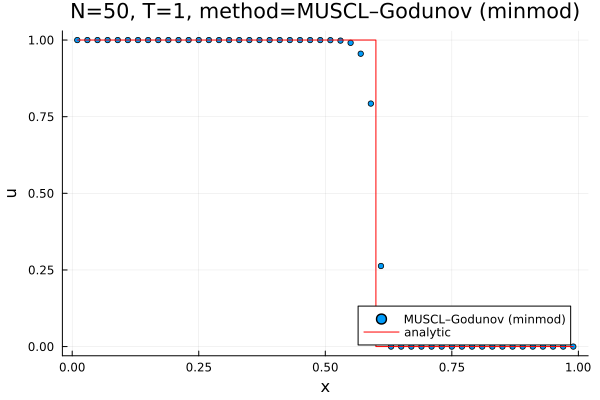 N=50, T=1, method=MUSCL–Godunov (minmod)
1.00
0.75
u
0.50
0.25
MUSCL–Godunov (minmod)
analytic
0.00
0.00 0.25 0.50 0.75 1.00
x